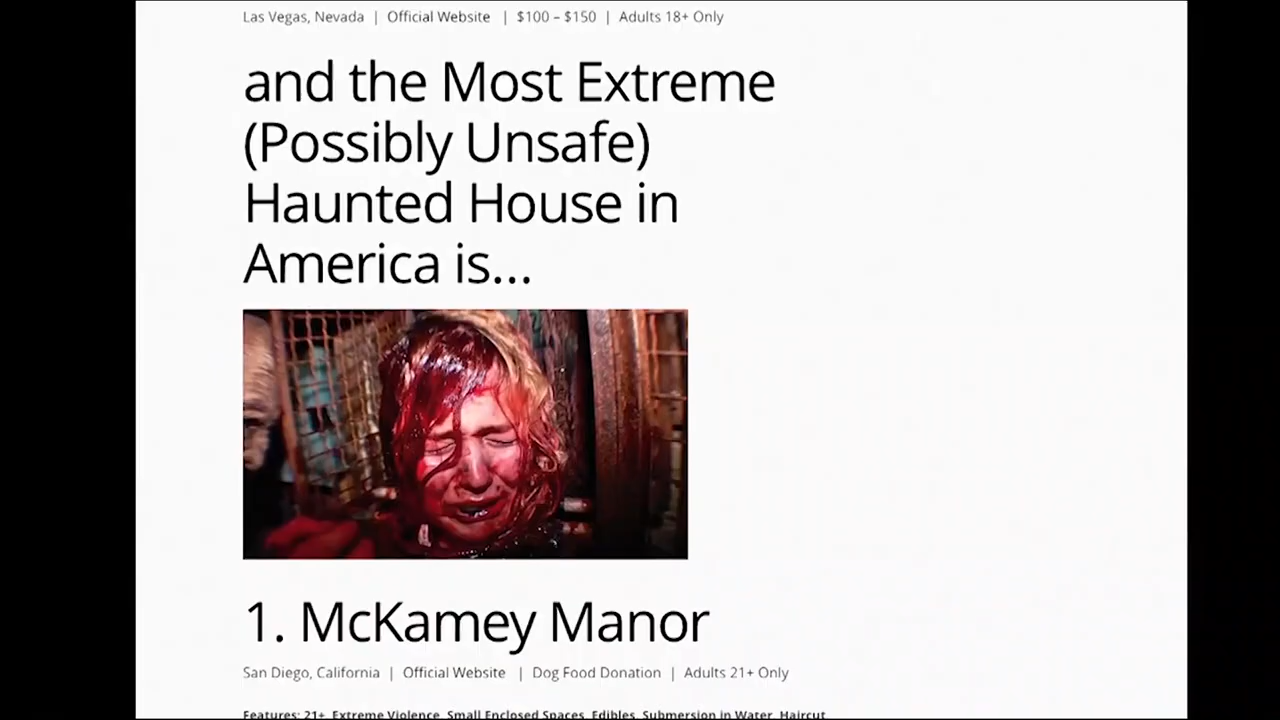 Las Vegas, Nevada | Official Website | $100 – $150 | Adults 18+ Only
and the Most Extreme
(Possibly Unsafe)
Haunted House in
America is...
1. McKamey Manor
San Diego, California | Official Website | Dog Food Donation | Adults 21+ Only
Features: 21+, Extreme Violence, Small Enclosed Spaces, Edibles, Submersion in Water, Haircut